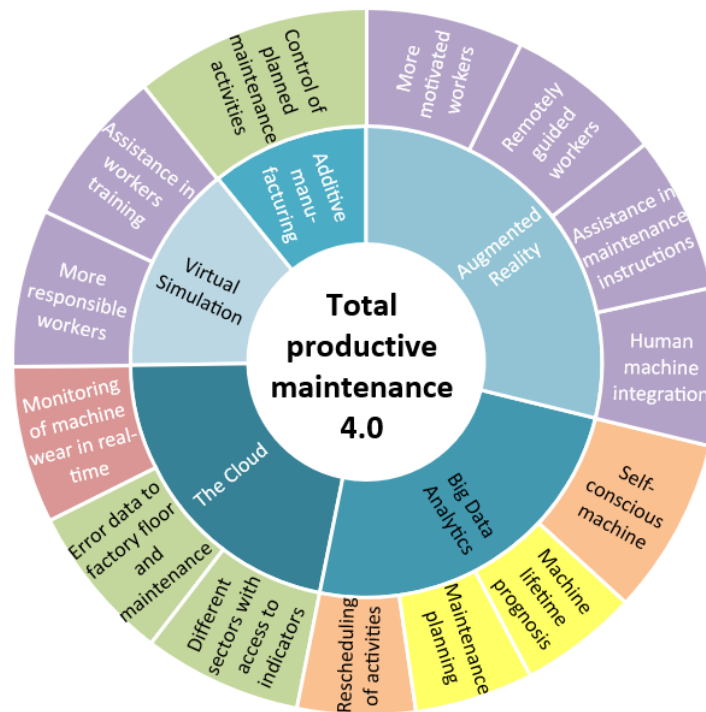 Total
productive
maintenance
4.0
Augmented
Reality
Big Data
Analytics
The Cloud
Virtual
Simulation
Additive
manu-
facturing
More
motivated
workers
Remotely
guided
workers
Assistance in
maintenance
instructions
Human
machine
integration
Self-
conscious
machine
Machine
lifetime
prognosis
Maintenance
planning
Rescheduling
of activities
Different
sectors with
access to
indicators
Error data to
factory floor
and
maintenance
Monitoring
of machine
wear in real-
time
More
responsible
workers
Assistance in
workers
training
Control of
planned
maintenance
activities